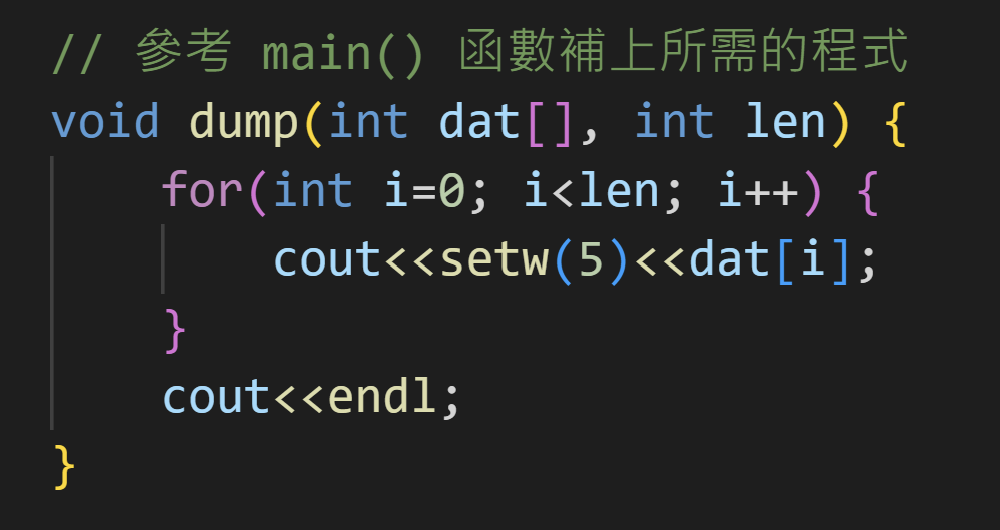 // 參考 main() 函數補上所需的程式
void dump(int dat[], int len) {
    for(int i=0; i<len; i++) {
        cout<<setw(5)<<dat[i];
    }
    cout<<endl;
}